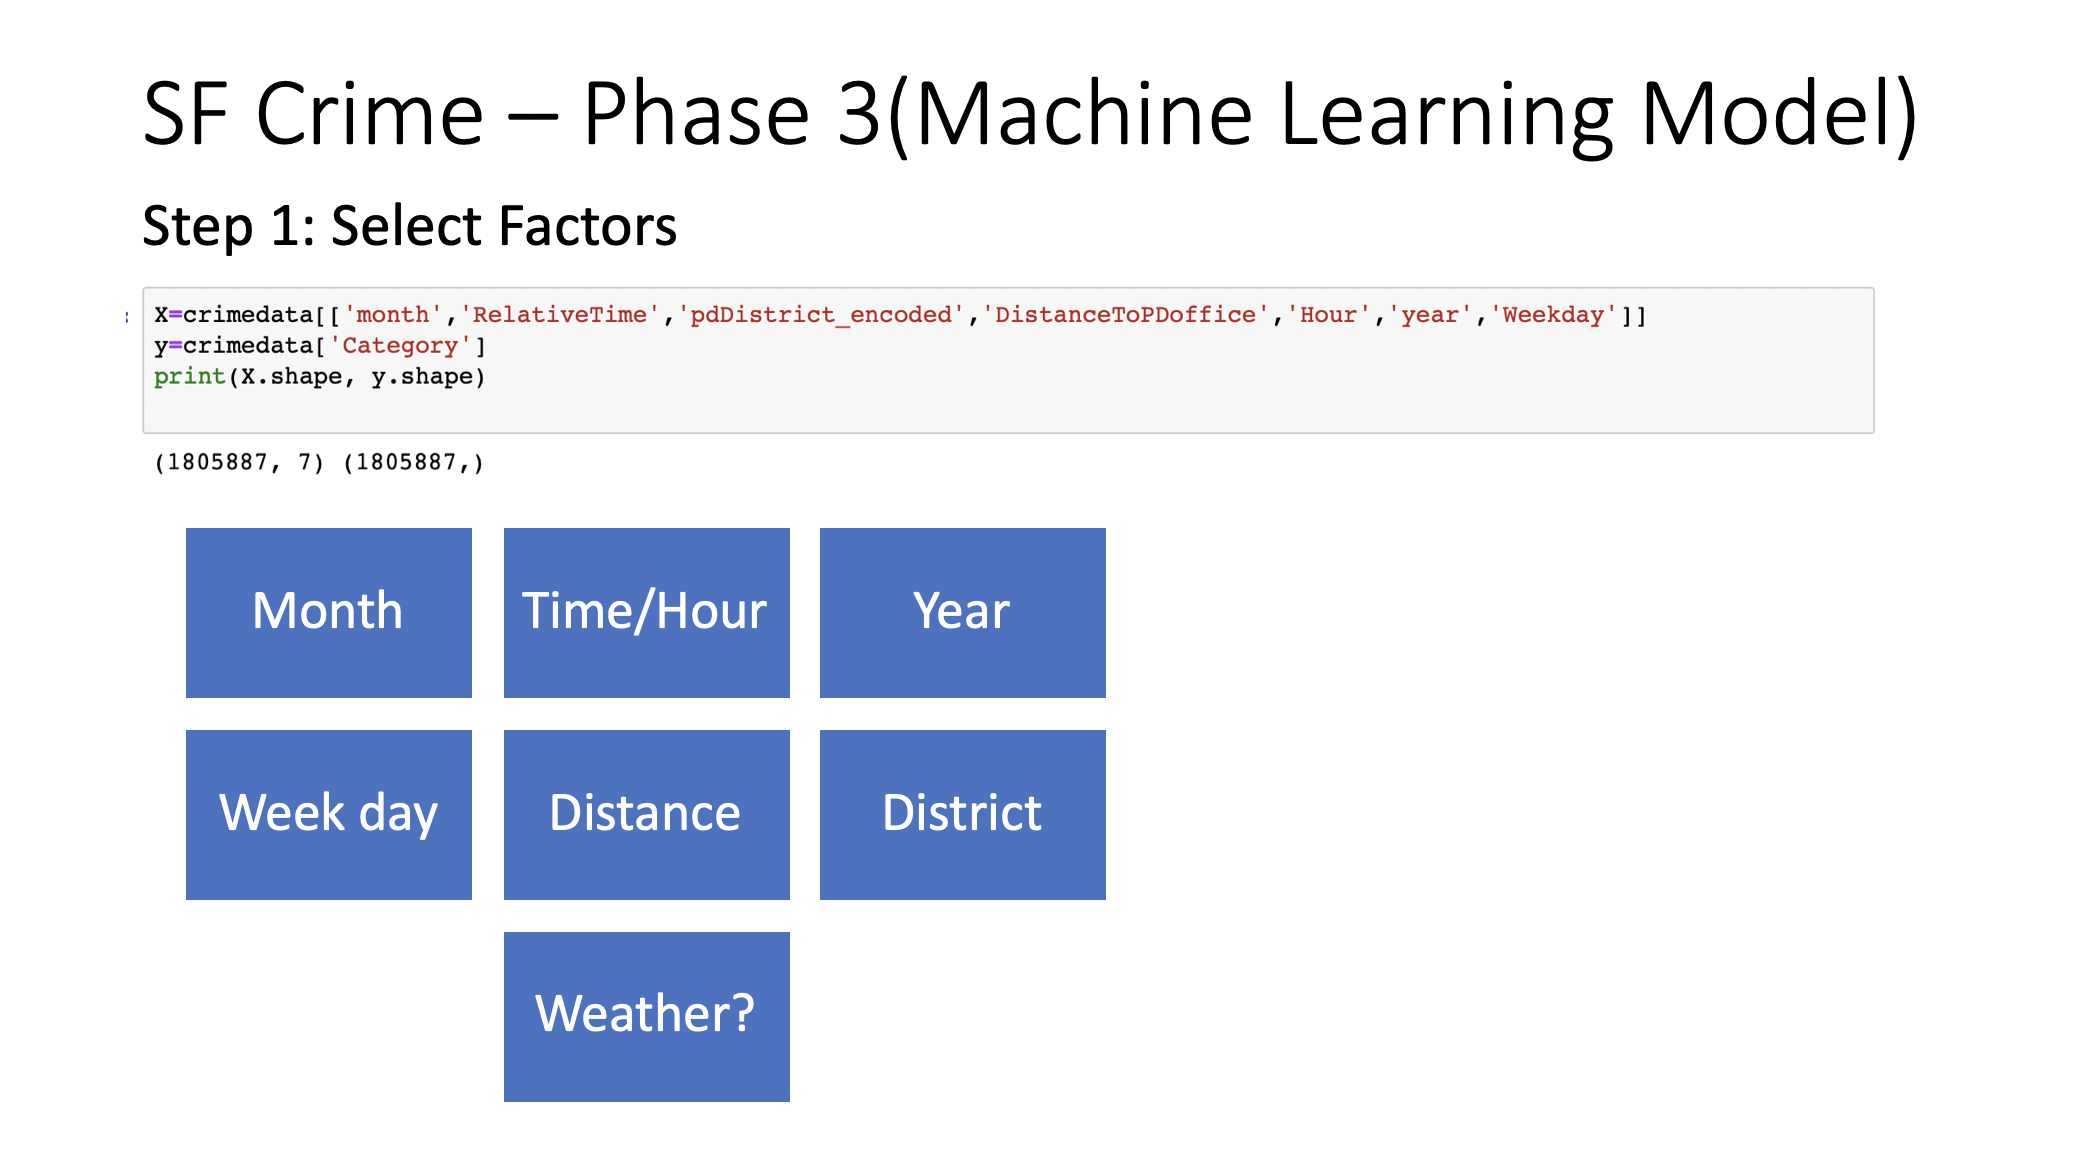 SF Crime – Phase 3(Machine Learning Model)
Step 1: Select Factors
X=crimedata[['month','RelativeTime','pdDistrict_encoded','DistanceToPDoffice','Hour','year','Weekday']]
y=crimedata['Category']
print(X.shape, y.shape)
(1805887, 7) (1805887,)
Month
Time/Hour
Year
Week day
Distance
District
Weather?